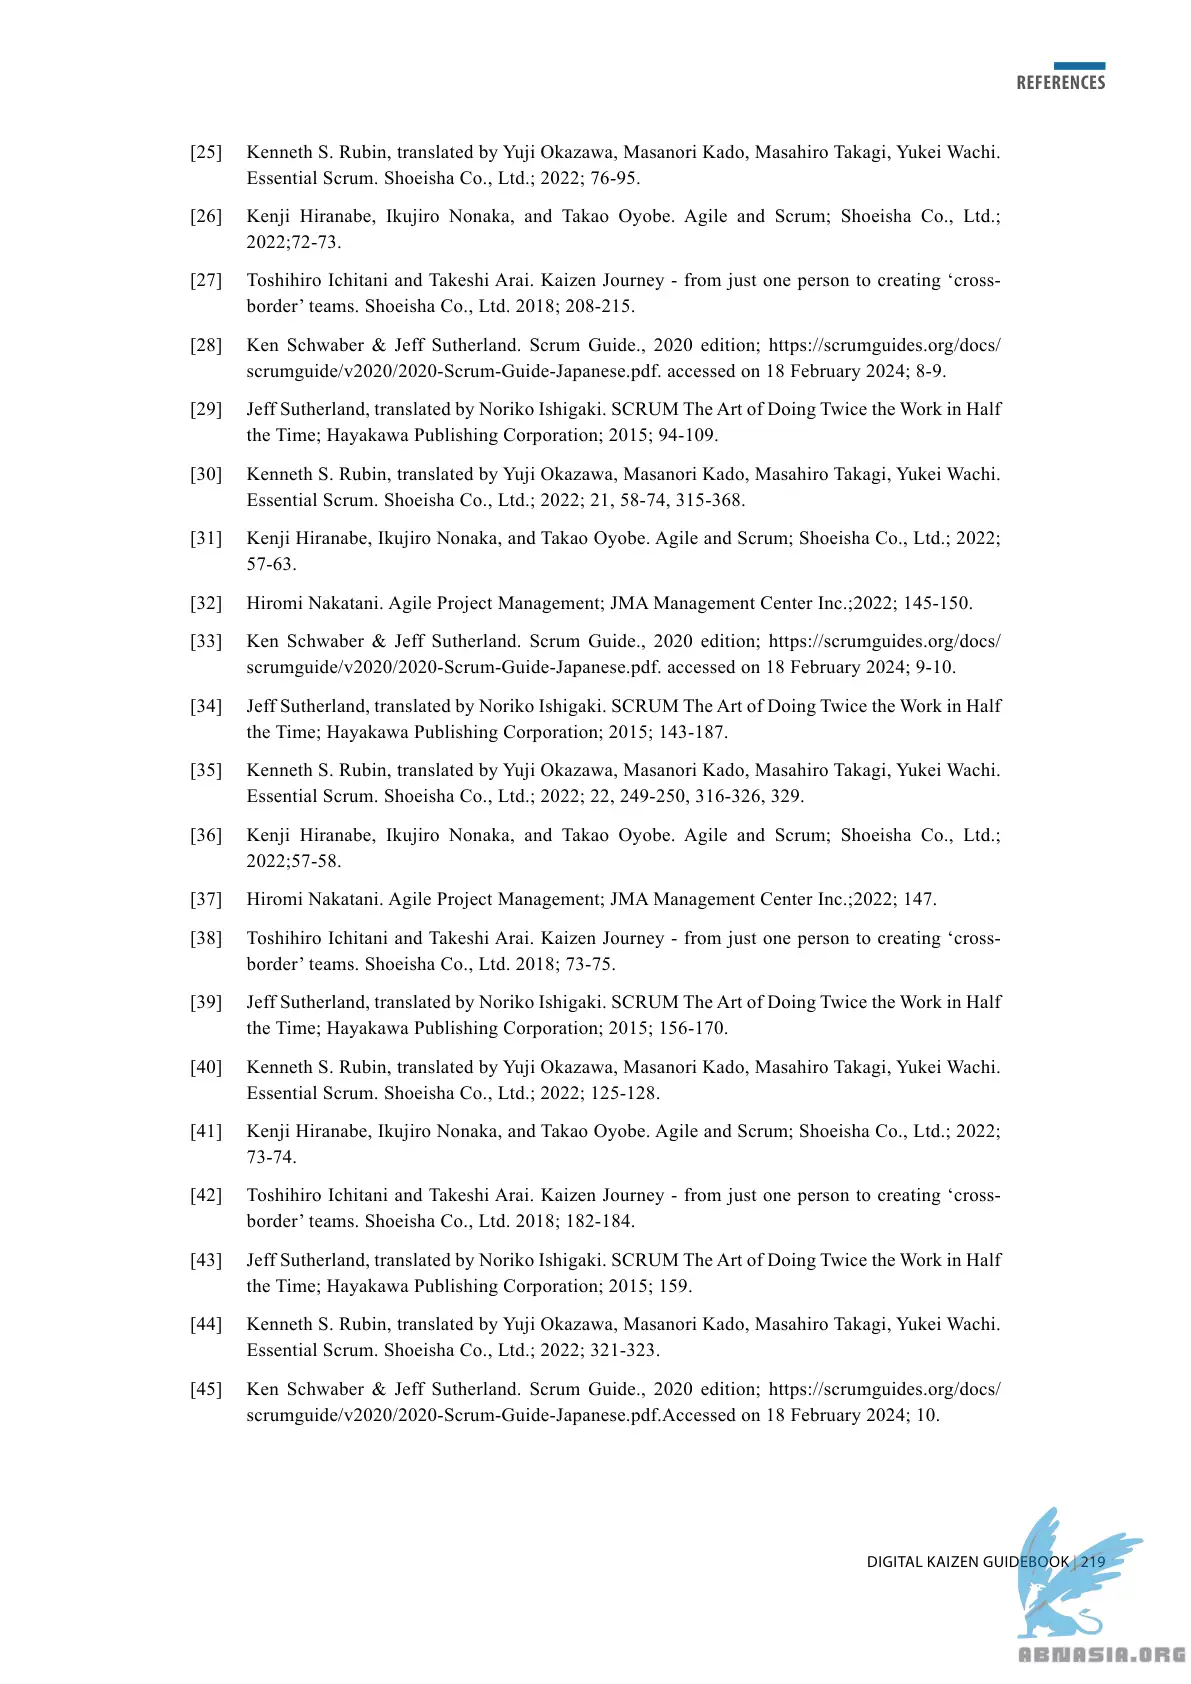 REFERENCES
[25] Kenneth S. Rubin, translated by Yuji Okazawa, Masanori Kado, Masahiro Takagi, Yukei Wachi.
Essential Scrum. Shoeisha Co., Ltd.; 2022; 76-95.
[26] Kenji Hiranabe, Ikujiro Nonaka, and Takao Oyobe. Agile and Scrum; Shoeisha Co., Ltd.;
2022;72-73.
[27] Toshihiro Ichitani and Takeshi Arai. Kaizen Journey - from just one person to creating ‘cross-
border’ teams. Shoeisha Co., Ltd. 2018; 208-215.
[28] Ken Schwaber & Jeff Sutherland. Scrum Guide., 2020 edition; https://scrumguides.org/docs/
scrumguide/v2020/2020-Scrum-Guide-Japanese.pdf. accessed on 18 February 2024; 8-9.
[29] Jeff Sutherland, translated by Noriko Ishigaki. SCRUM The Art of Doing Twice the Work in Half
the Time; Hayakawa Publishing Corporation; 2015; 94-109.
[30] Kenneth S. Rubin, translated by Yuji Okazawa, Masanori Kado, Masahiro Takagi, Yukei Wachi.
Essential Scrum. Shoeisha Co., Ltd.; 2022; 21, 58-74, 315-368.
[31] Kenji Hiranabe, Ikujiro Nonaka, and Takao Oyobe. Agile and Scrum; Shoeisha Co., Ltd.; 2022;
57-63.
[32] Hiromi Nakatani. Agile Project Management; JMA Management Center Inc.;2022; 145-150.
[33] Ken Schwaber & Jeff Sutherland. Scrum Guide., 2020 edition; https://scrumguides.org/docs/
scrumguide/v2020/2020-Scrum-Guide-Japanese.pdf. accessed on 18 February 2024; 9-10.
[34] Jeff Sutherland, translated by Noriko Ishigaki. SCRUM The Art of Doing Twice the Work in Half
the Time; Hayakawa Publishing Corporation; 2015; 143-187.
[35] Kenneth S. Rubin, translated by Yuji Okazawa, Masanori Kado, Masahiro Takagi, Yukei Wachi.
Essential Scrum. Shoeisha Co., Ltd.; 2022; 22, 249-250, 316-326, 329.
[36] Kenji Hiranabe, Ikujiro Nonaka, and Takao Oyobe. Agile and Scrum; Shoeisha Co., Ltd.;
2022;57-58.
[37] Hiromi Nakatani. Agile Project Management; JMA Management Center Inc.;2022; 147.
[38] Toshihiro Ichitani and Takeshi Arai. Kaizen Journey - from just one person to creating ‘cross-
border’ teams. Shoeisha Co., Ltd. 2018; 73-75.
[39] Jeff Sutherland, translated by Noriko Ishigaki. SCRUM The Art of Doing Twice the Work in Half
the Time; Hayakawa Publishing Corporation; 2015; 156-170.
[40] Kenneth S. Rubin, translated by Yuji Okazawa, Masanori Kado, Masahiro Takagi, Yukei Wachi.
Essential Scrum. Shoeisha Co., Ltd.; 2022; 125-128.
[41] Kenji Hiranabe, Ikujiro Nonaka, and Takao Oyobe. Agile and Scrum; Shoeisha Co., Ltd.; 2022;
73-74.
[42] Toshihiro Ichitani and Takeshi Arai. Kaizen Journey - from just one person to creating ‘cross-
border’ teams. Shoeisha Co., Ltd. 2018; 182-184.
[43] Jeff Sutherland, translated by Noriko Ishigaki. SCRUM The Art of Doing Twice the Work in Half
the Time; Hayakawa Publishing Corporation; 2015; 159.
[44] Kenneth S. Rubin, translated by Yuji Okazawa, Masanori Kado, Masahiro Takagi, Yukei Wachi.
Essential Scrum. Shoeisha Co., Ltd.; 2022; 321-323.
[45] Ken Schwaber & Jeff Sutherland. Scrum Guide., 2020 edition; https://scrumguides.org/docs/
scrumguide/v2020/2020-Scrum-Guide-Japanese.pdf.Accessed on 18 February 2024; 10.
DIGITAL KAIZEN GUIDEBOOK | 219
ABNASIA.ORG